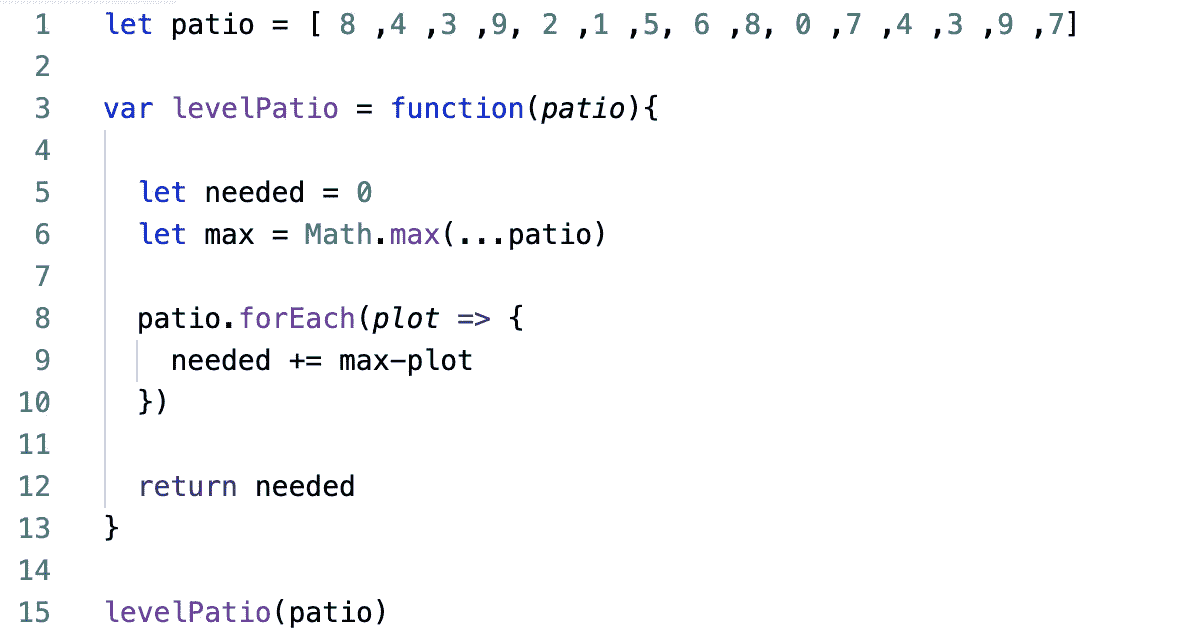 1 let patio = [ 8 ,4 ,3 ,9, 2 ,1 ,5, 6 ,8, 0 ,7 ,4 ,3 ,9 ,7]
2
3 var levelPatio = function(patio){
4
5   let needed = 0
6   let max = Math.max(...patio)
7
8   patio.forEach(plot => {
9     needed += max-plot
10   })
11
12   return needed
13 }
14
15 levelPatio(patio)